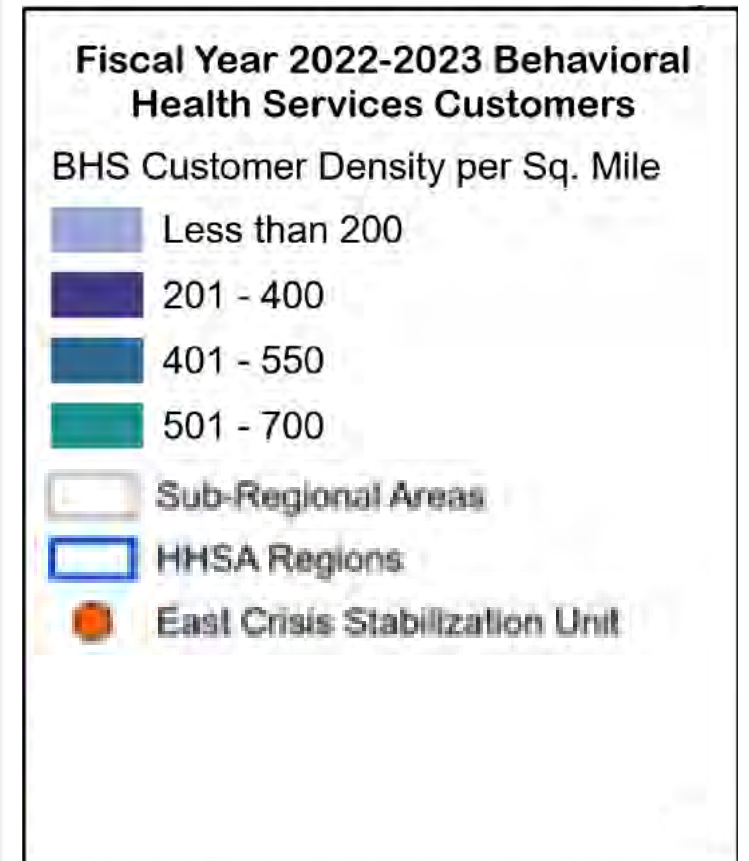 Fiscal Year 2022-2023 Behavioral
Health Services Customers
BHS Customer Density per Sq. Mile
Less than 200
201 - 400
401 - 550
501 - 700
Sub-Regional Areas
HHSA Regions
East Crisis Stabilization Unit